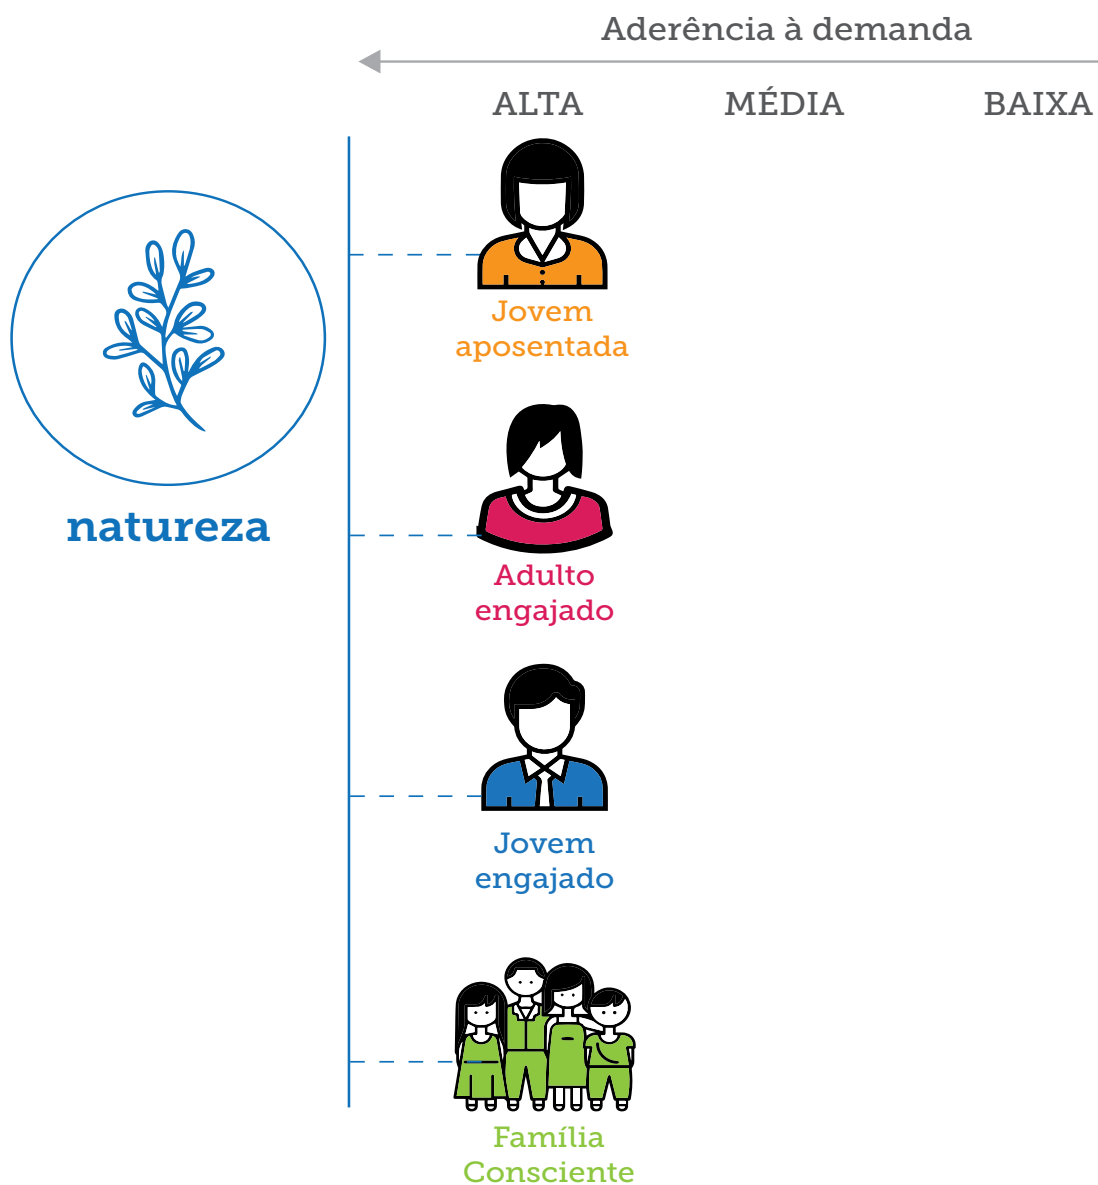 Aderência à demanda
ALTA MÉDIA BAIXA
Jovem
aposentada
natureza
Adulto
engajado
Jovem
engajado
Família
Consciente